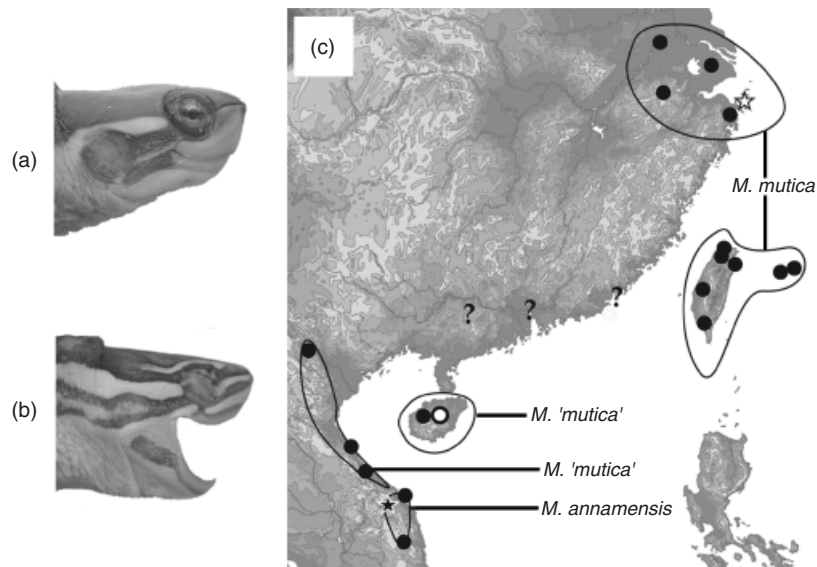 (a)
(b)
(c)
M. mutica
?
?
?
M. 'mutica'
M. 'mutica'
M. annamensis